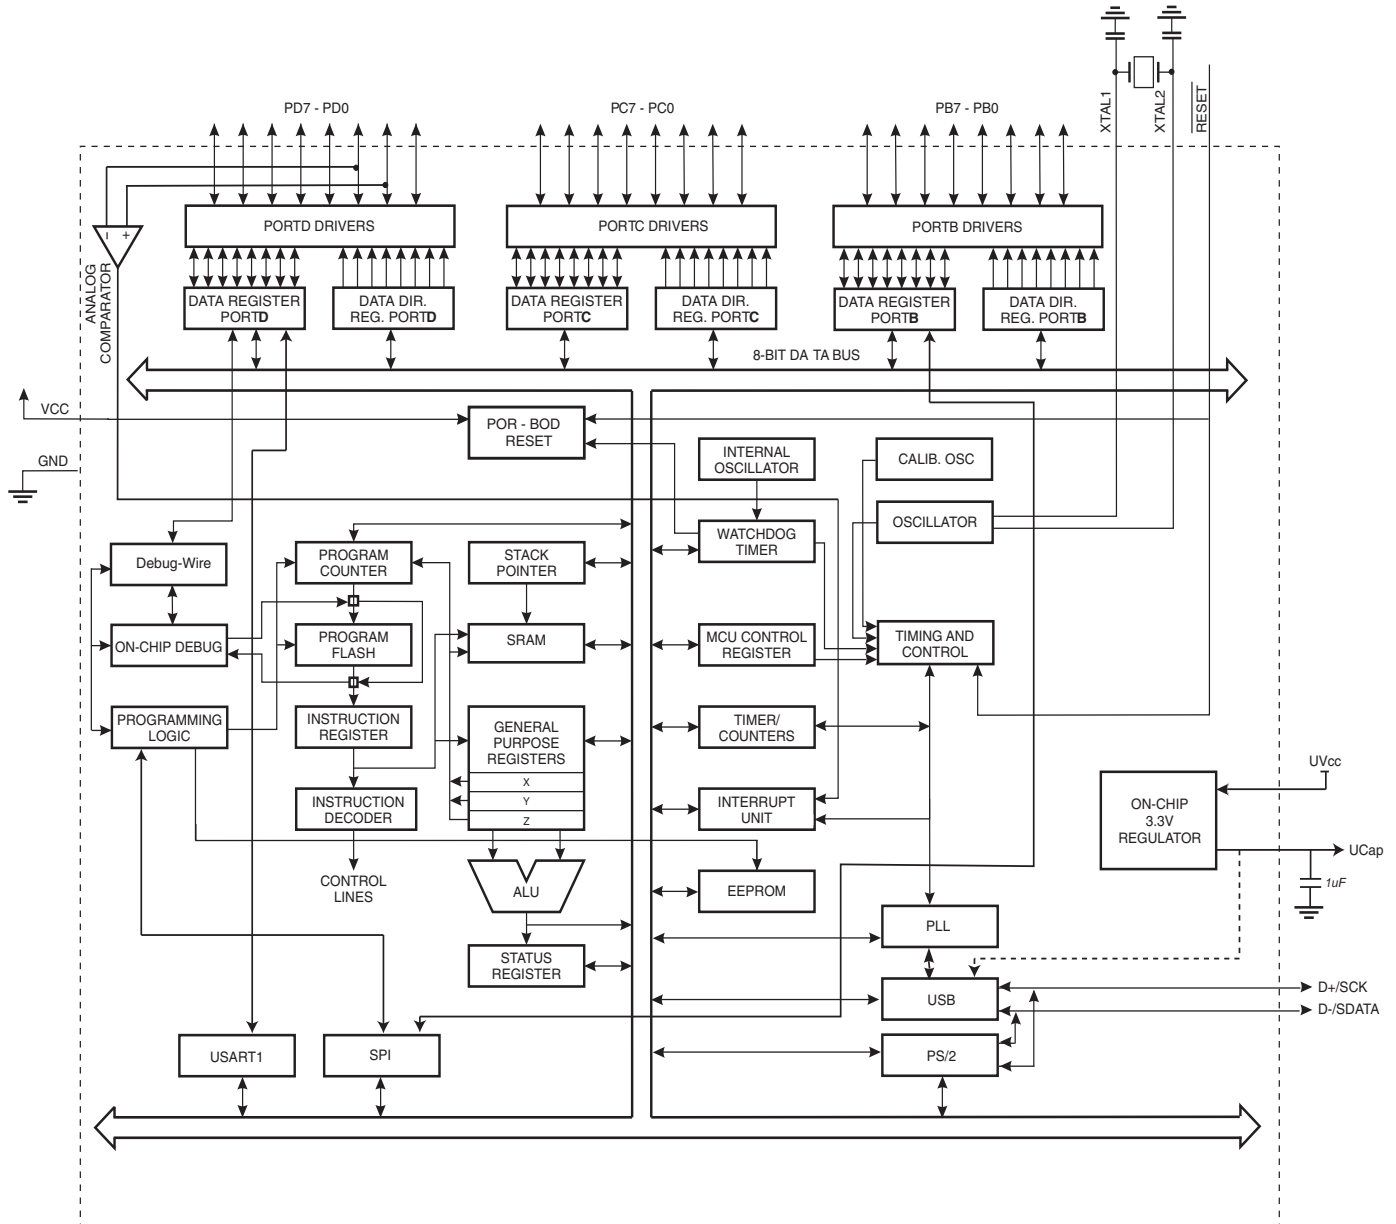 XTAL1
XTAL2
RESET
PD7 - PD0
PC7 - PC0
PB7 - PB0
PORTD DRIVERS
PORTC DRIVERS
PORTB DRIVERS
- +
ANALOG
COMPARATOR
DATA REGISTER
PORTD
DATA DIR.
REG. PORTD
DATA REGISTER
PORTC
DATA DIR.
REG. PORTC
DATA REGISTER
PORTB
DATA DIR.
REG. PORTB
8-BIT DA TA BUS
VCC
GND
POR - BOD
RESET
INTERNAL
OSCILLATOR
CALIB. OSC
OSCILLATOR
WATCHDOG
TIMER
Debug-Wire
PROGRAM
COUNTER
STACK
POINTER
ON-CHIP DEBUG
PROGRAM
FLASH
SRAM
MCU CONTROL
REGISTER
TIMING AND
CONTROL
PROGRAMMING
LOGIC
INSTRUCTION
REGISTER
GENERAL
PURPOSE
REGISTERS
X
Y
Z
TIMER/
COUNTERS
INSTRUCTION
DECODER
INTERRUPT
UNIT
UVcc
ON-CHIP
3.3V
REGULATOR
UCap
1uF
CONTROL
LINES
ALU
EEPROM
PLL
STATUS
REGISTER
USB
D+/SCK
D-/SDATA
USART1
SPI
PS/2